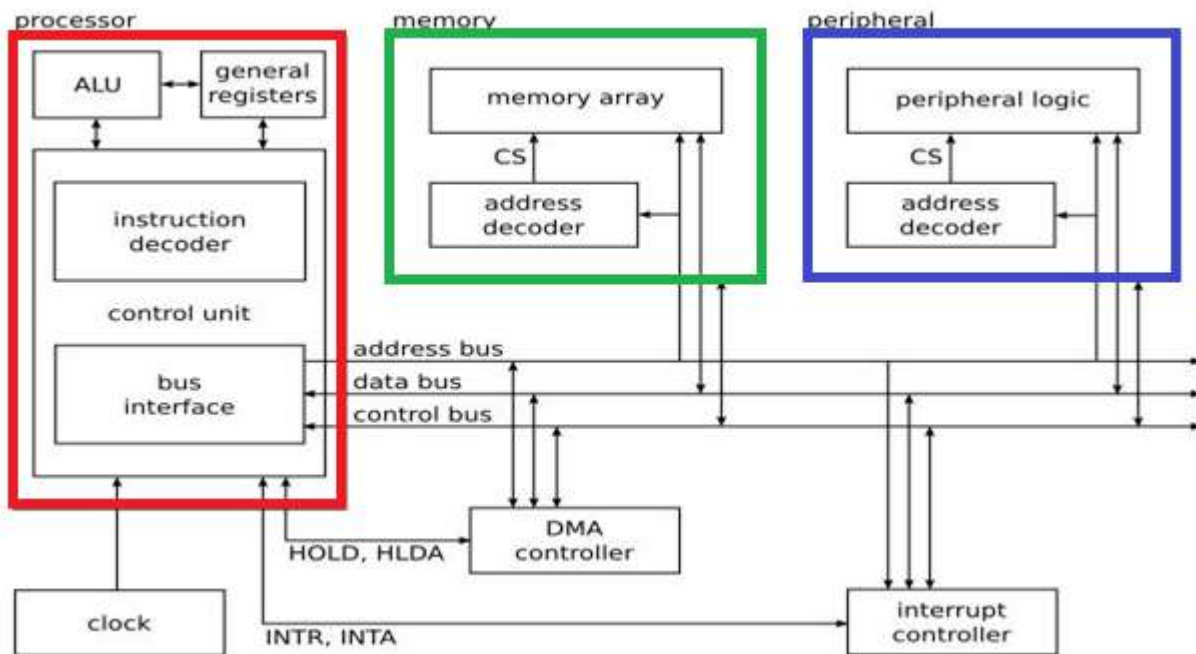 processor
memory
peripheral
ALU
general
registers
memory array
peripheral logic
CS
CS
instruction
decoder
address
decoder
address
decoder
control unit
address bus
bus
interface
data bus
control bus
DMA
controller
HOLD, HLDA
clock
INTR, INTA
interrupt
controller